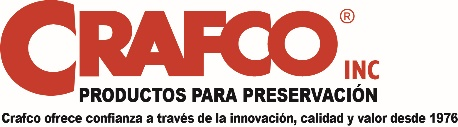 CRAFCO® INC
PRODUCTOS PARA PRESERVACIÓN
Crafco ofrece confianza a través de la innovación, calidad y valor desde 1976